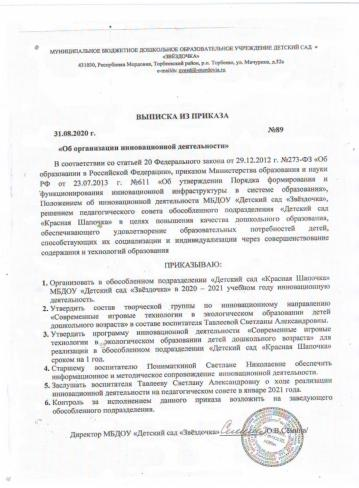 МУНИЦИПАЛЬНОЕ БЮДЖЕТНОЕ ДОШКОЛЬНОЕ ОБРАЗОВАТЕЛЬНОЕ УЧРЕЖДЕНИЕ ДЕТСКИЙ САД «
«ЗВЁЗДОЧКА»
431030, Республика Мордовия, Торбеевский район, р.п. Торбеево, ул. Мичурина, д.52а
e-mailds:
ВЫПИСКА ИЗ ПРИКАЗА
31.08.2020 г. №89
«Об организации инновационной деятельности»
В соответствии со статьей 20 Федерального закона от 29.12.2012 г. №273-ФЗ «Об
образовании в Российской Федерации», приказом Министерства образования и науки
РФ от 23.07.2013 г. №611 «Об утверждении Порядка формирования и
функционирования инновационной инфраструктуры в системе образования»,
Положением об инновационной деятельности МБДОУ «Детский сад «Звёздочка»,
решением педагогического совета обособленного подразделения «Детский сад
«Красная Шапочка» в целях повышения качества дошкольного образования,
обеспечивающего удовлетворение образовательных потребностей детей,
способствующих их социализации и индивидуализации через совершенствование
содержания и технологий образования
ПРИКАЗЫВАЮ:
1. Организовать в обособленном подразделении «Детский сад «Красная Шапочка»
МБДОУ «Детский сад «Звёздочка» в 2020 – 2021 учебном году инновационную
деятельность.
2. Утвердить состав творческой группы по инновационному направлению
«Современные игровые технологии в экологическом образовании детей
дошкольного возраста» в составе воспитателя Тавлеевой Светланы Александровны.
3. Утвердить программу инновационной деятельности «Современные игровые
технологии в экологическом образовании детей дошкольного возраста» для
реализации в обособленном подразделении «Детский сад «Красная Шапочка»
сроком на 1 год.
4. Старшему воспитателю Пониматкиной Светлане Николаевне обеспечить
информационное и методическое сопровождение инновационной деятельности.
5. Заслушать воспитателя Тавлееву Светлану Александровну о ходе реализации
инновационной деятельности на педагогическом совете в январе 2021 года.
6. Контроль за исполнением данного приказа возложить на заведующего
обособленного подразделения.
Директор МБДОУ «Детский сад «Звёздочка»